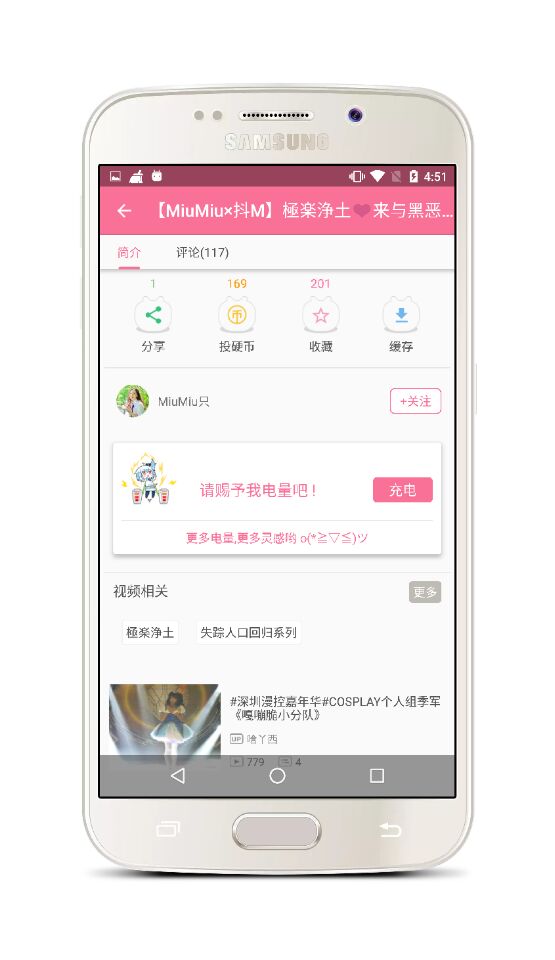 SAMSUNG
4:51
【MiuMiu×抖M】極楽浄土❤来与黑恶...
简介
评论(117)
1
169
201
币
分享
投硬币
收藏
缓存
MiuMiu只
+关注
请赐予我电量吧！
充电
更多电量,更多灵感哟 o(*≧▽≦)ツ
视频相关
更多
極楽浄土
失踪人口回归系列
#深圳漫控嘉年华#COSPLAY个人组季军
《嘎嘣脆小分队》
UP 啥丫西
779
4